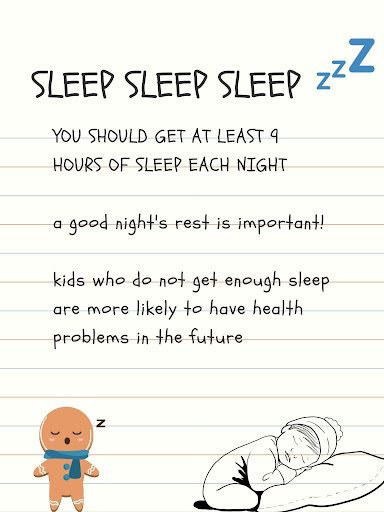 SLEEP SLEEP SLEEP zzZ
YOU SHOULD GET AT LEAST 9
HOURS OF SLEEP EACH NIGHT
a good night's rest is important!
kids who do not get enough sleep
are more likely to have health
problems in the future
z